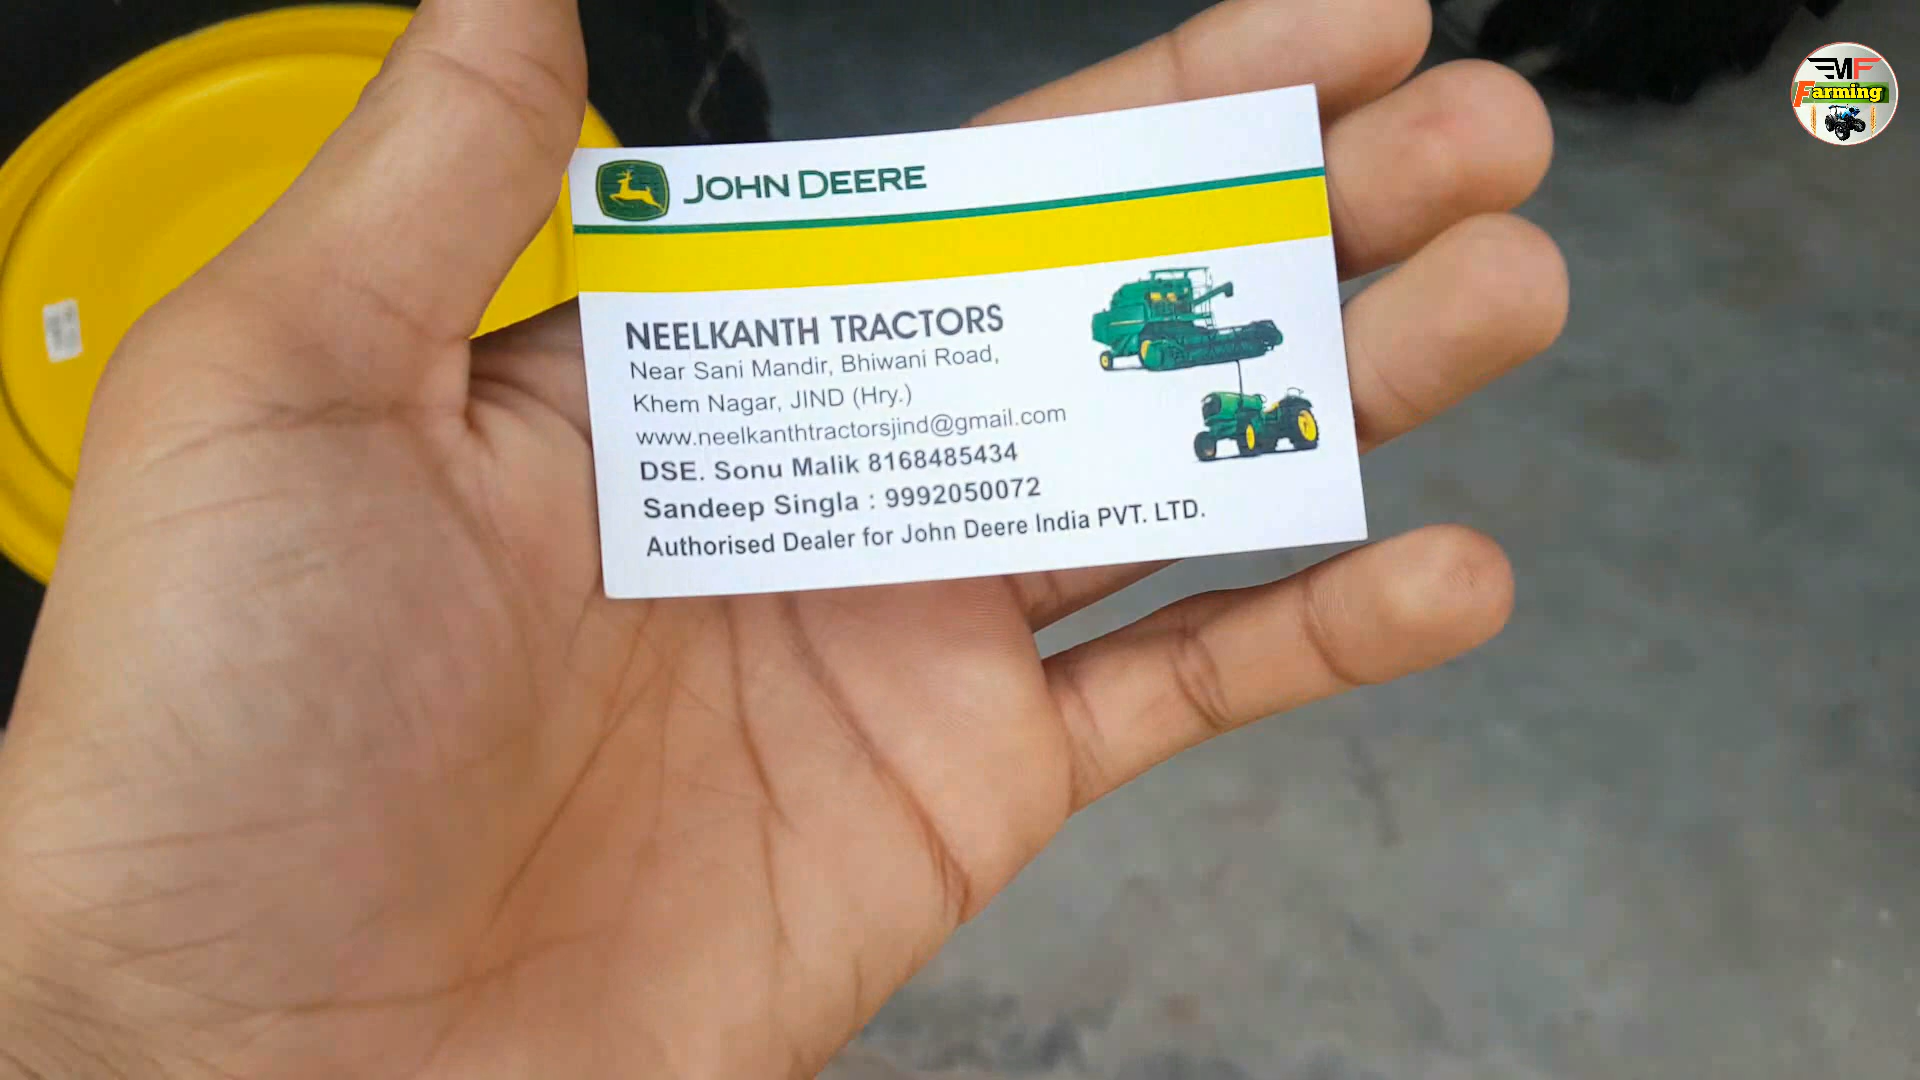 JOHN DEERE
NEELKANTH TRACTORS
Near Sani Mandir, Bhiwani Road,
Khem Nagar, JIND (Hry.)
www.neelkanthtractorsjind@gmail.com
DSE. Sonu Malik 8168485434
Sandeep Singla : 9992050072
Authorised Dealer for John Deere India PVT. LTD.
MF
Farming